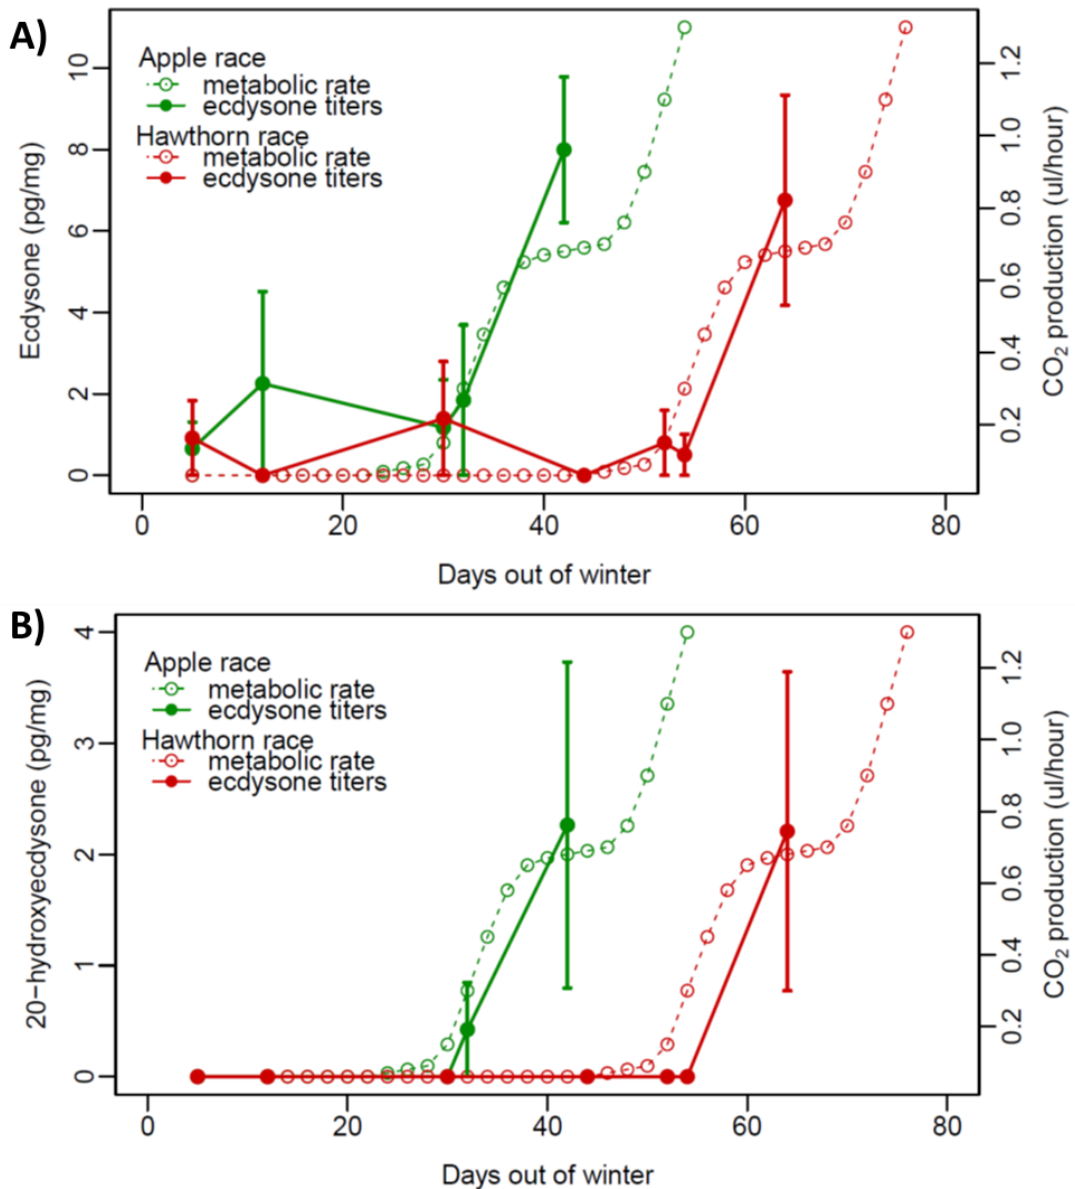 A)
Apple race
metabolic rate
ecdysone titers
Hawthorn race
metabolic rate
ecdysone titers
Ecdysone (pg/mg)
0
2
4
6
8
10
CO2 production (ul/hour)
0.2
0.4
0.6
0.8
1.0
1.2
0 20 40 60 80
Days out of winter
B)
Apple race
metabolic rate
ecdysone titers
Hawthorn race
metabolic rate
ecdysone titers
20−hydroxyecdysone (pg/mg)
0
1
2
3
4
CO2 production (ul/hour)
0.2
0.4
0.6
0.8
1.0
1.2
0 20 40 60 80
Days out of winter